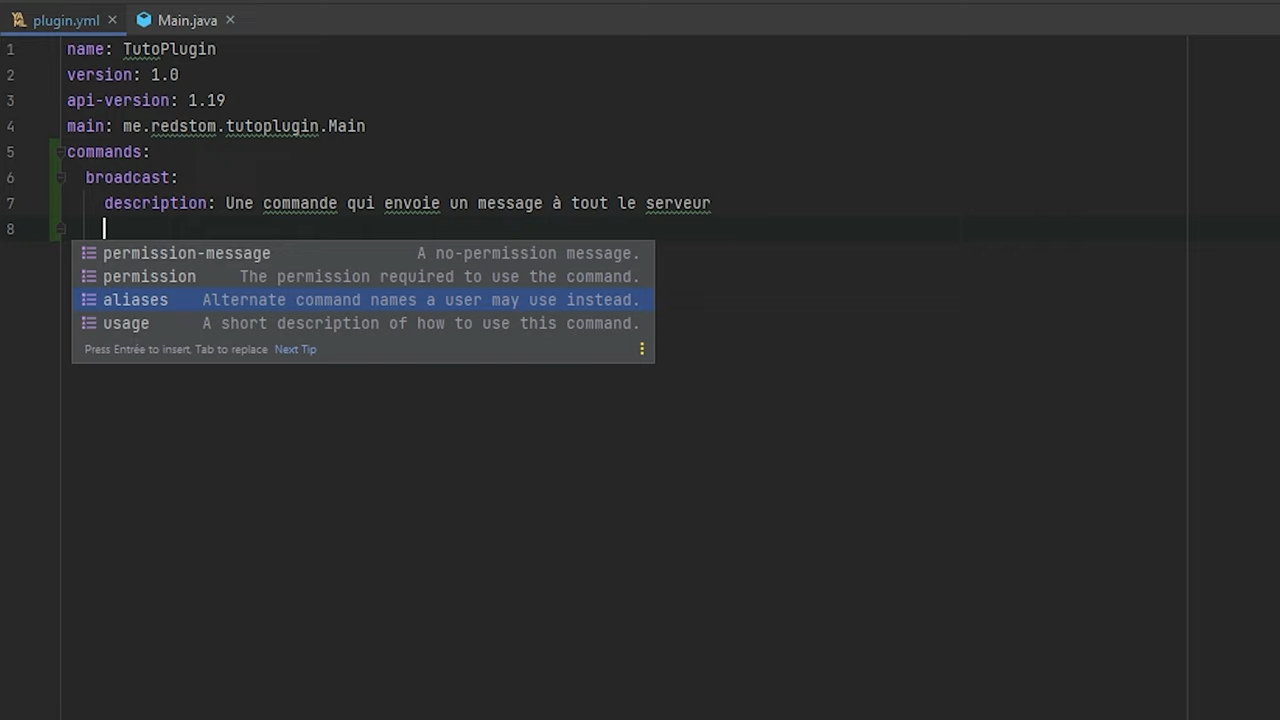 plugin.yml Main.java
1 name: TutoPlugin
2 version: 1.0
3 api-version: 1.19
4 main: me.redstom.tutoplugin.Main
5 commands:
6 broadcast:
7 description: Une commande qui envoie un message à tout le serveur
8
permission-message A no-permission message.
permission The permission required to use the command.
aliases Alternate command names a user may use instead.
usage A short description of how to use this command.
Press Entrée to insert, Tab to replace Next Tip